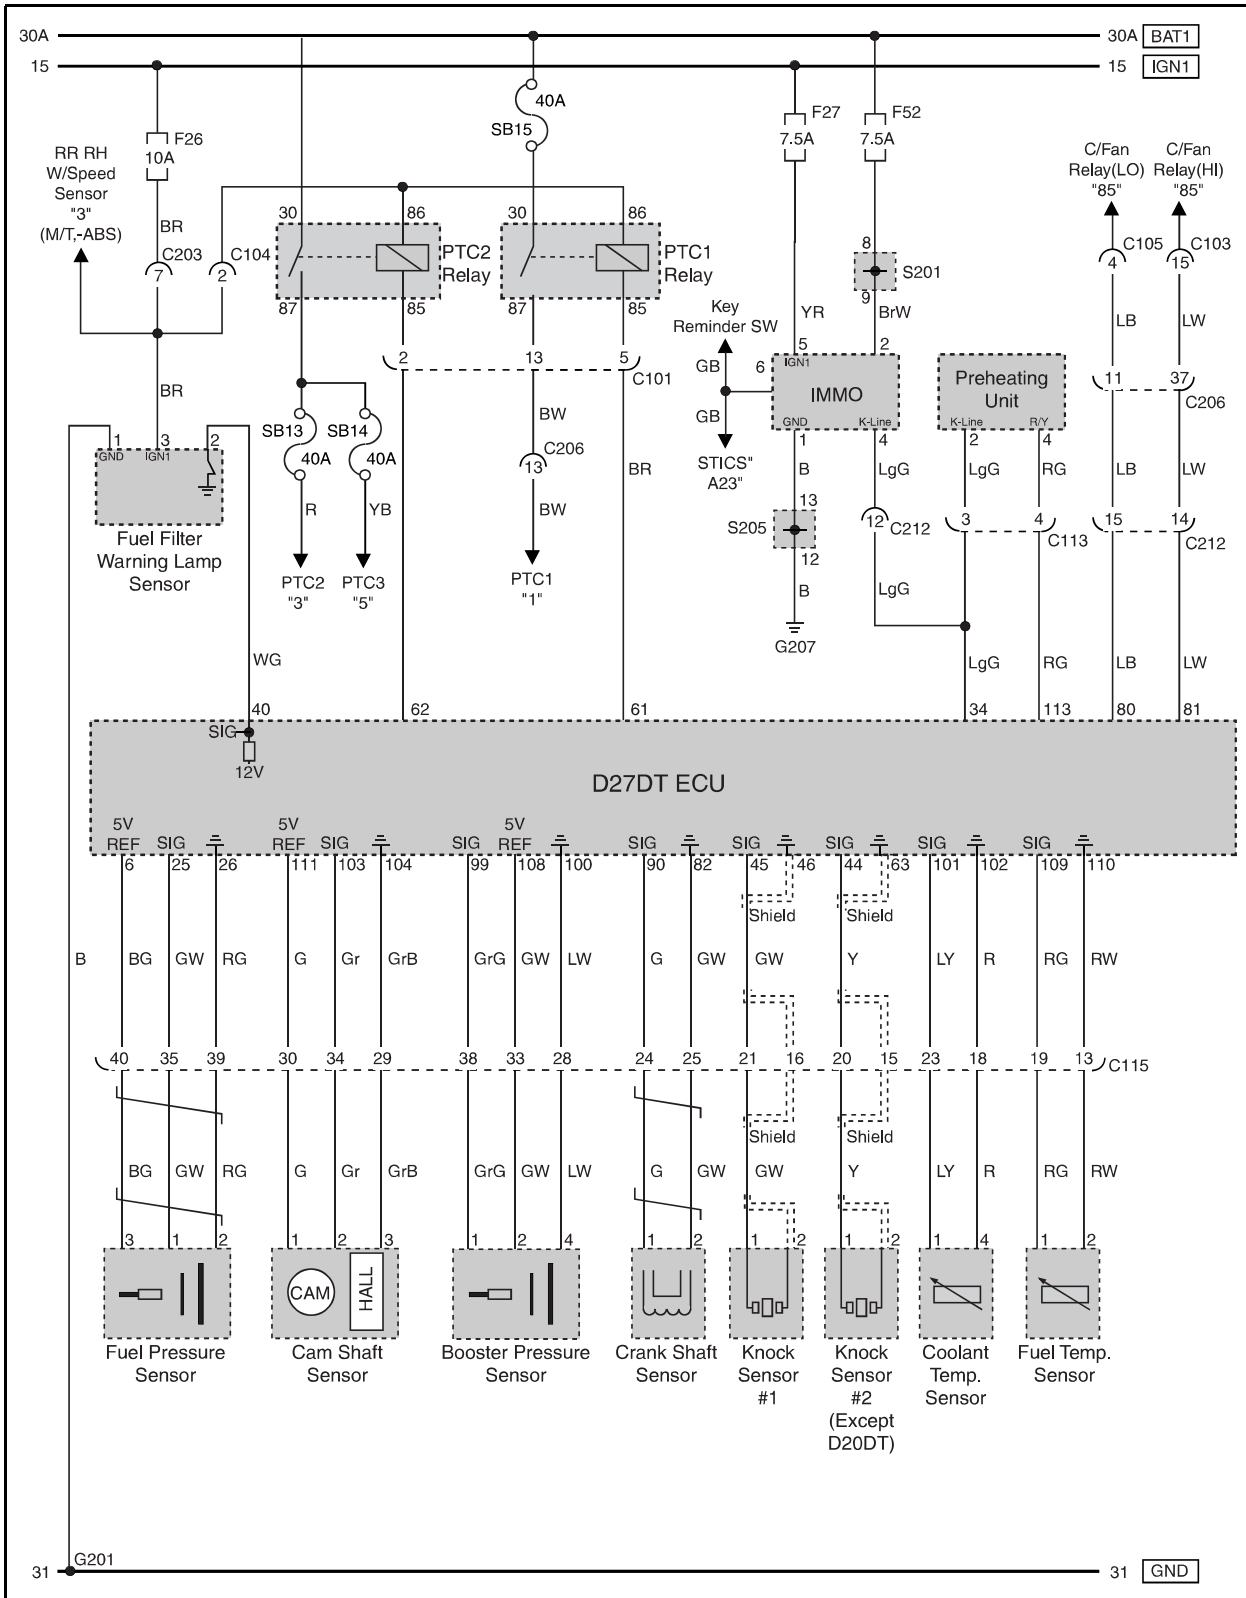 30A 30A BAT1
15 15 IGN1
40A
SB15
F26
10A
F27
7.5A
F52
7.5A
RR RH
W/Speed
Sensor
"3"
(M/T,-ABS)
C/Fan
Relay(LO)
"85"
C/Fan
Relay(HI)
"85"
BR
C203
7
C104
2
30 86
PTC2
Relay
87 85
30 86
PTC1
Relay
87 85
8
S201
9
C105
4
C103
15
Key
Reminder SW
YR BrW LB LW
2 13 5
C101
GB
6
5 2
IGN1
IMMO
GND K-Line
1 4
GB
STICS"
A23"
Preheating
Unit
K-Line R/Y
2 4
11 37
C206
BR
1 3 2
GND IGN1
SB13
40A
SB14
40A
BW
C206
13
BW
BR
B LgG LgG RG LB LW
R YB
Fuel Filter
Warning Lamp
Sensor
PTC2
"3"
PTC3
"5"
PTC1
"1"
13
S205
12
12 C212
3 4
C113
15 14
C212
B LgG
G207
WG LgG RG LB LW
40 62 61 34 113 80 81
SIG
12V
D27DT ECU
5V
REF SIG
5V
REF SIG
SIG 5V
REF
SIG SIG SIG SIG SIG
6 25 26 111 103 104 99 108 100 90 82 45 46 44 63 101 102 109 110
Shield Shield
B BG GW RG G Gr GrB GrG GW LW G GW GW Y LY R RG RW
40 35 39 30 34 29 38 33 28 24 25 21 16 20 15 23 18 19 13 C115
Shield Shield
BG GW RG G Gr GrB GrG GW LW G GW GW Y LY R RG RW
3 1 2 1 2 3 1 2 4 1 2 1 2 1 2 1 4 1 2
CAM HALL
Fuel Pressure
Sensor
Cam Shaft
Sensor
Booster Pressure
Sensor
Crank Shaft
Sensor
Knock
Sensor
#1
Knock
Sensor
#2
(Except
D20DT)
Coolant
Temp.
Sensor
Fuel Temp.
Sensor
G201
31 31 GND